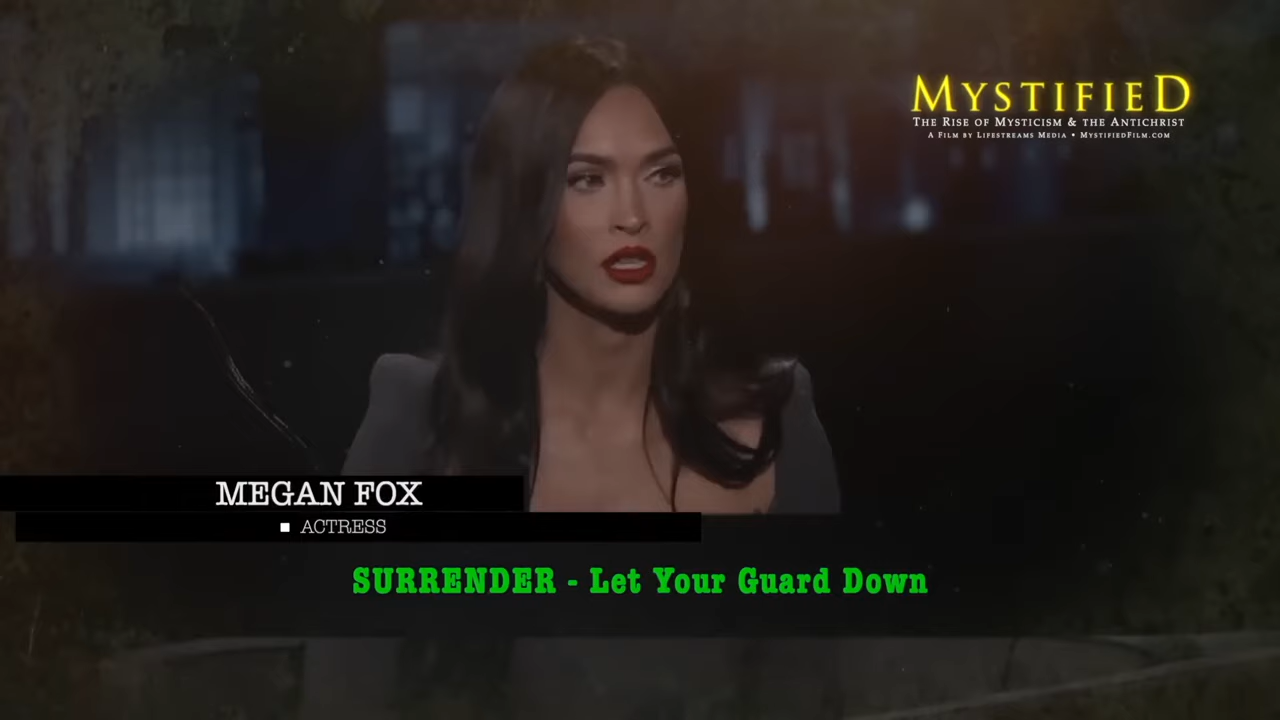 MYSTIFIED
THE RISE OF MYSTICISM & THE ANTICHRIST
A FILM BY LIFESTREAMS MEDIA • MYSTIFIEDFILM.COM
MEGAN FOX
▪ ACTRESS
SURRENDER - Let Your Guard Down